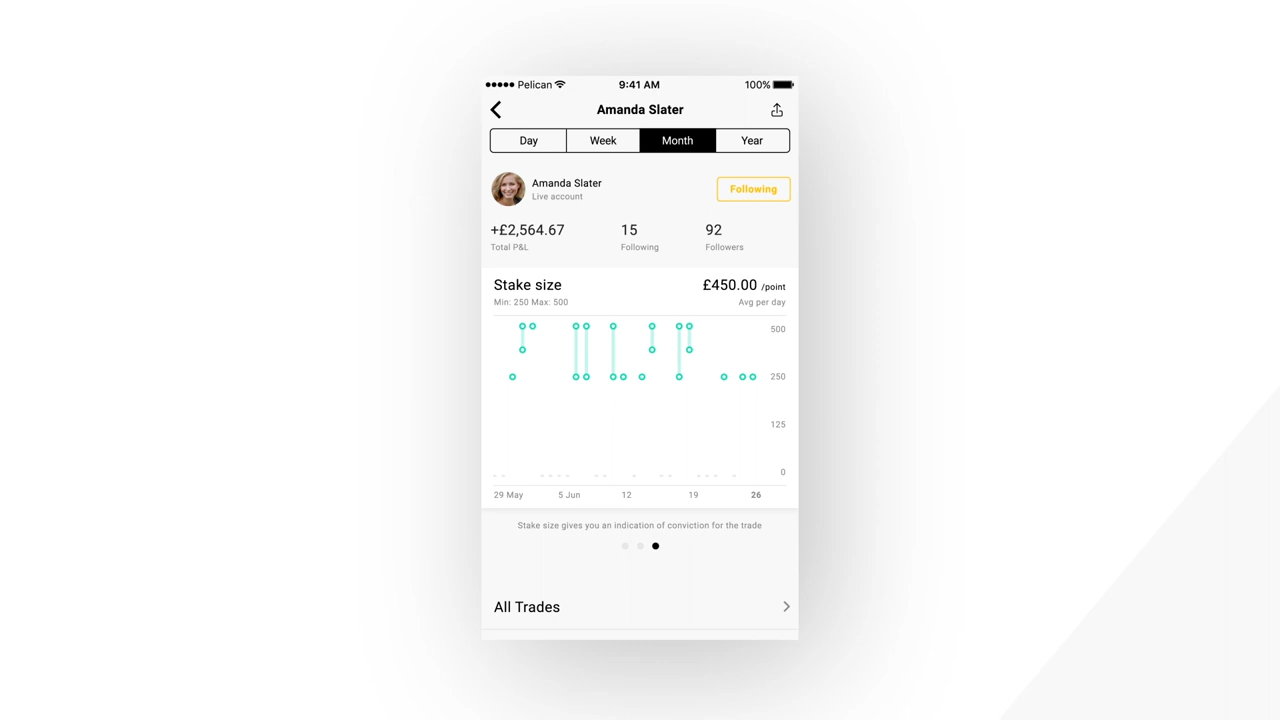 Pelican 9:41 AM 100%
Amanda Slater
Day Week Month Year
Amanda Slater
Live account
Following
+£2,564.67 15 92
Total P&L Following Followers
Stake size £450.00 /point
Min: 250 Max: 500 Avg per day
500
250
125
0
29 May 5 Jun 12 19 26
Stake size gives you an indication of conviction for the trade
All Trades